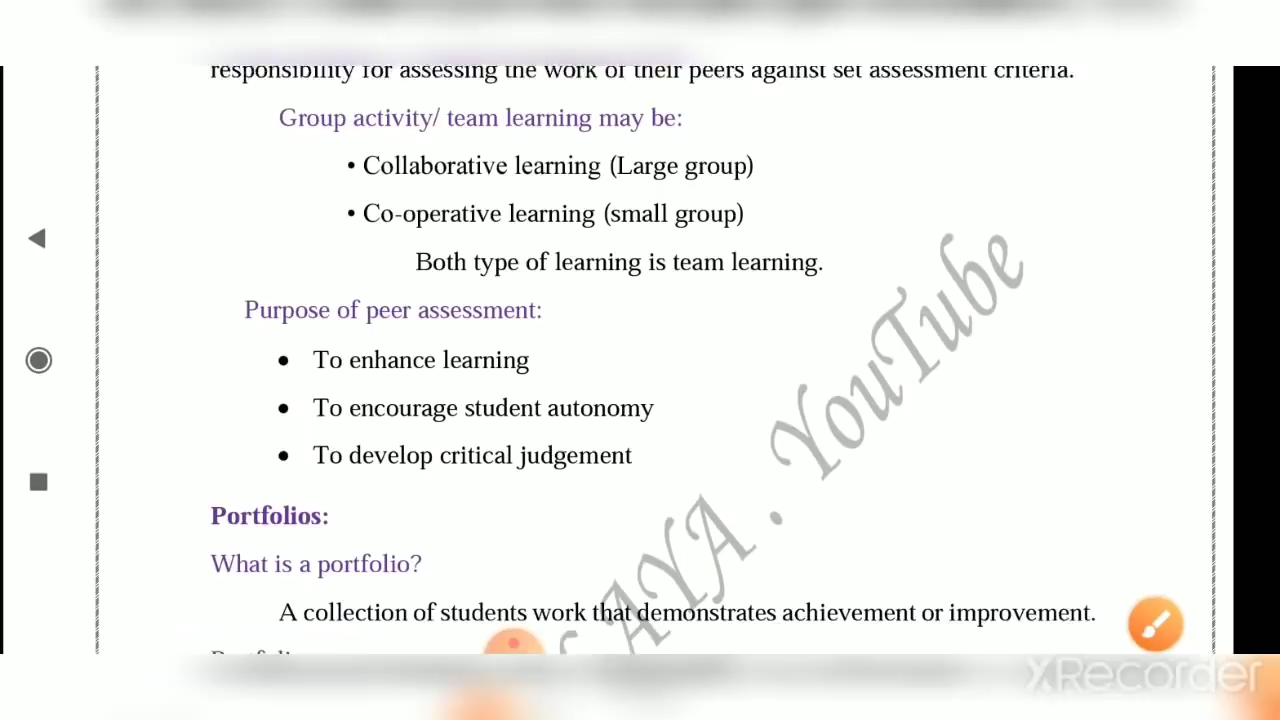 responsibility for assessing the work of their peers against set assessment criteria.
Group activity/ team learning may be:
• Collaborative learning (Large group)
• Co-operative learning (small group)
Both type of learning is team learning.
Purpose of peer assessment:
• To enhance learning
• To encourage student autonomy
• To develop critical judgement
Portfolios:
What is a portfolio?
A collection of students work that demonstrates achievement or improvement.
AYA . YouTube
XRecorder